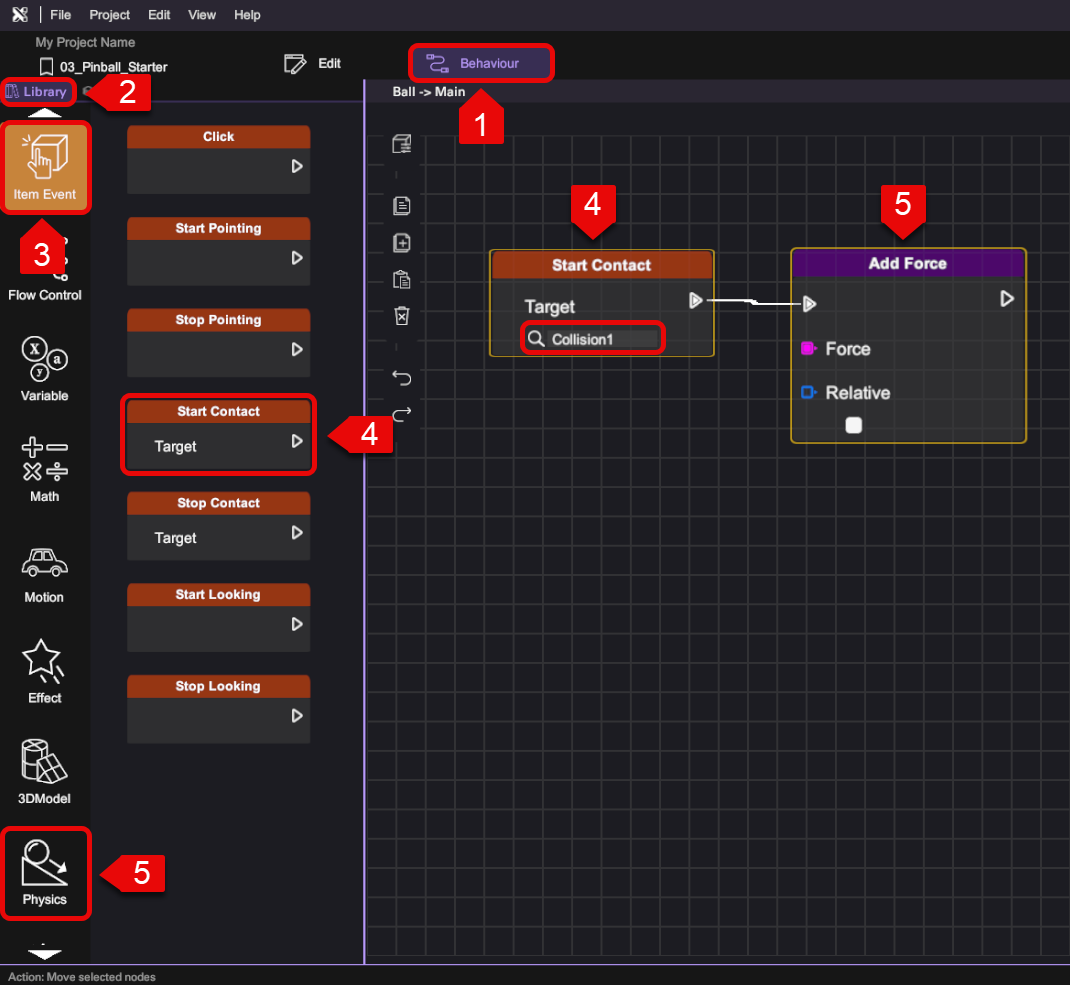 File Project Edit View Help
My Project Name
03_Pinball_Starter
Edit
Behaviour
Library
2
Ball -> Main
1
Item Event
3
Flow Control
Variable
X
a
y
Math
Motion
Effect
3DModel
Physics
5
Click
Start Pointing
Stop Pointing
Start Contact
Target
4
Stop Contact
Target
Start Looking
Stop Looking
4
Start Contact
Target
Collision1
5
Add Force
Force
Relative
Action: Move selected nodes